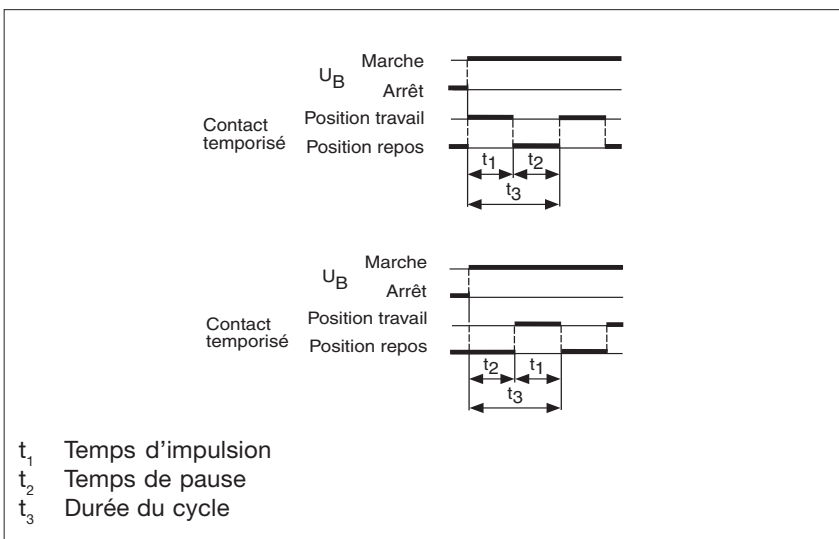 Marche
U_B
Arrêt
Position travail
Contact
temporisé
Position repos
t₁ t₂
t₃
Marche
U_B
Arrêt
Position travail
Contact
temporisé
Position repos
t₂ t₁
t₃
t₁ Temps d'impulsion
t₂ Temps de pause
t₃ Durée du cycle